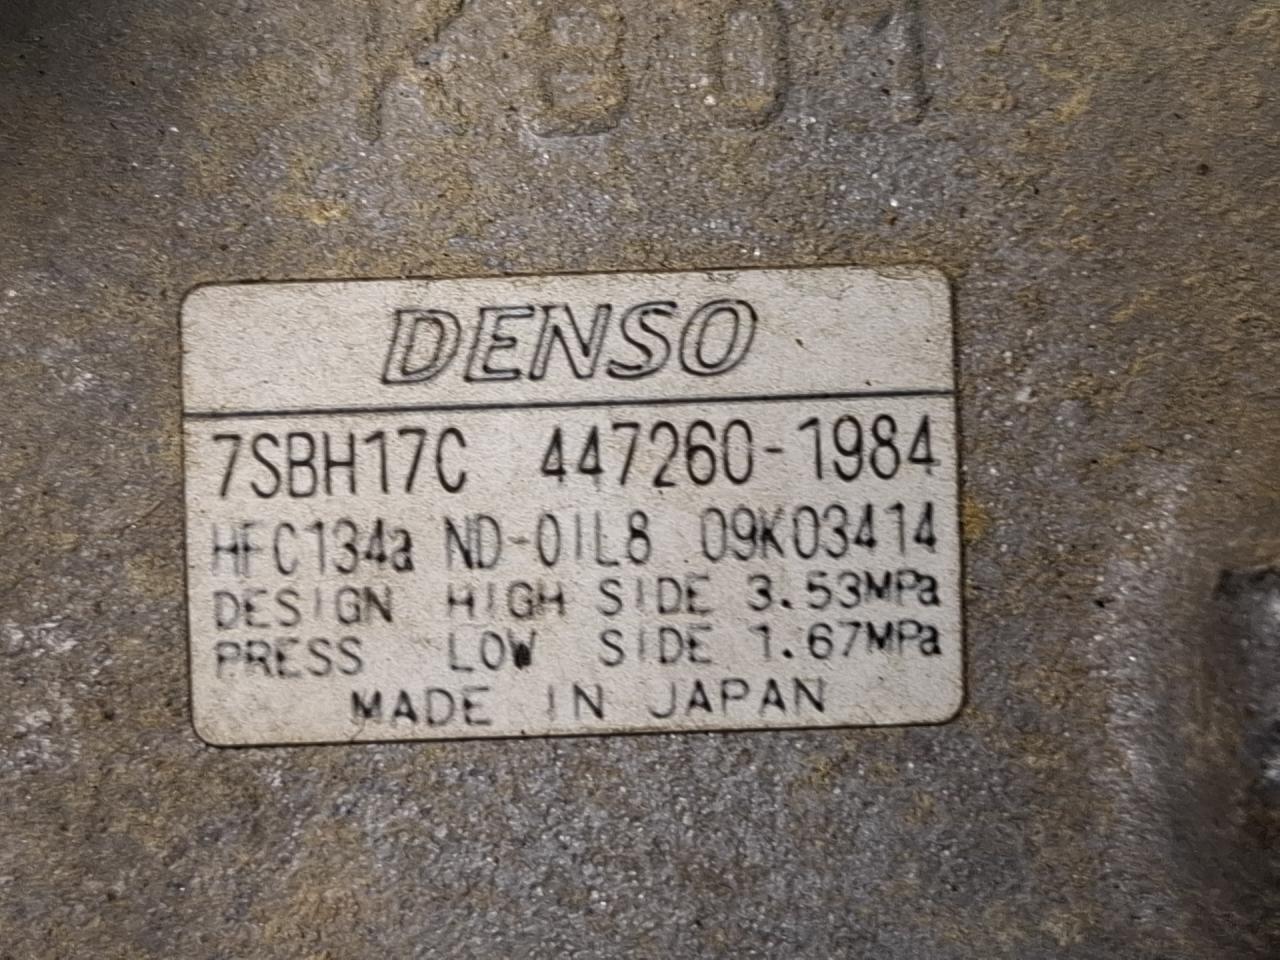 KB01
DENSO
7SBH17C 447260-1984
HFC134a ND-OIL8 09K03414
DESIGN HIGH SIDE 3.53MPa
PRESS LOW SIDE 1.67MPa
MADE IN JAPAN